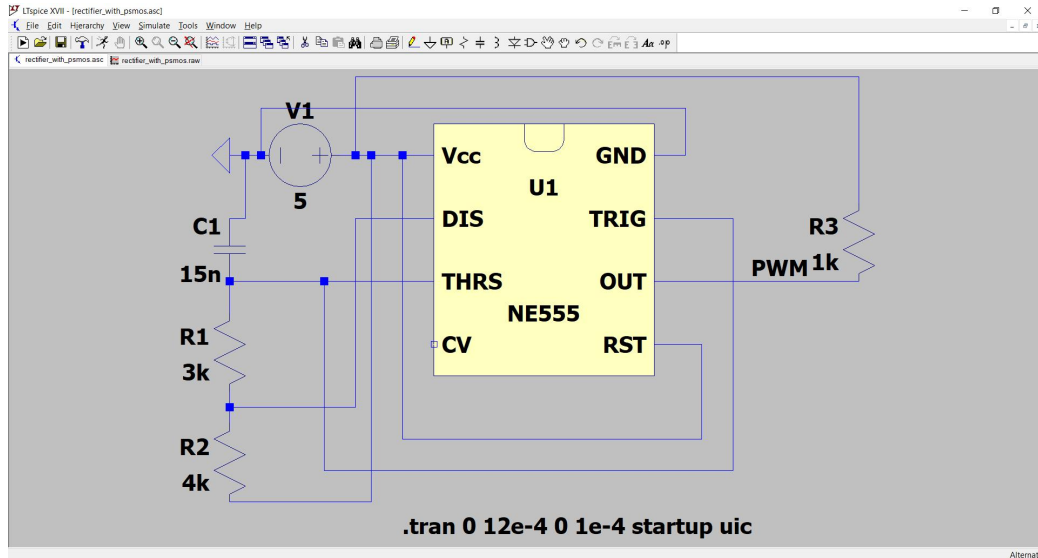 LTspice XVII - [rectifier_with_psmos.asc]
File Edit Hierarchy View Simulate Tools Window Help
rectifier_with_psmos.asc rectifier_with_psmos.raw
V1
5
C1
15n
R1
3k
R2
4k
Vcc
DIS
THRS
CV
U1
NE555
GND
TRIG
OUT
RST
PWM
R3
1k
.tran 0 12e-4 0 1e-4 startup uic
Alternat